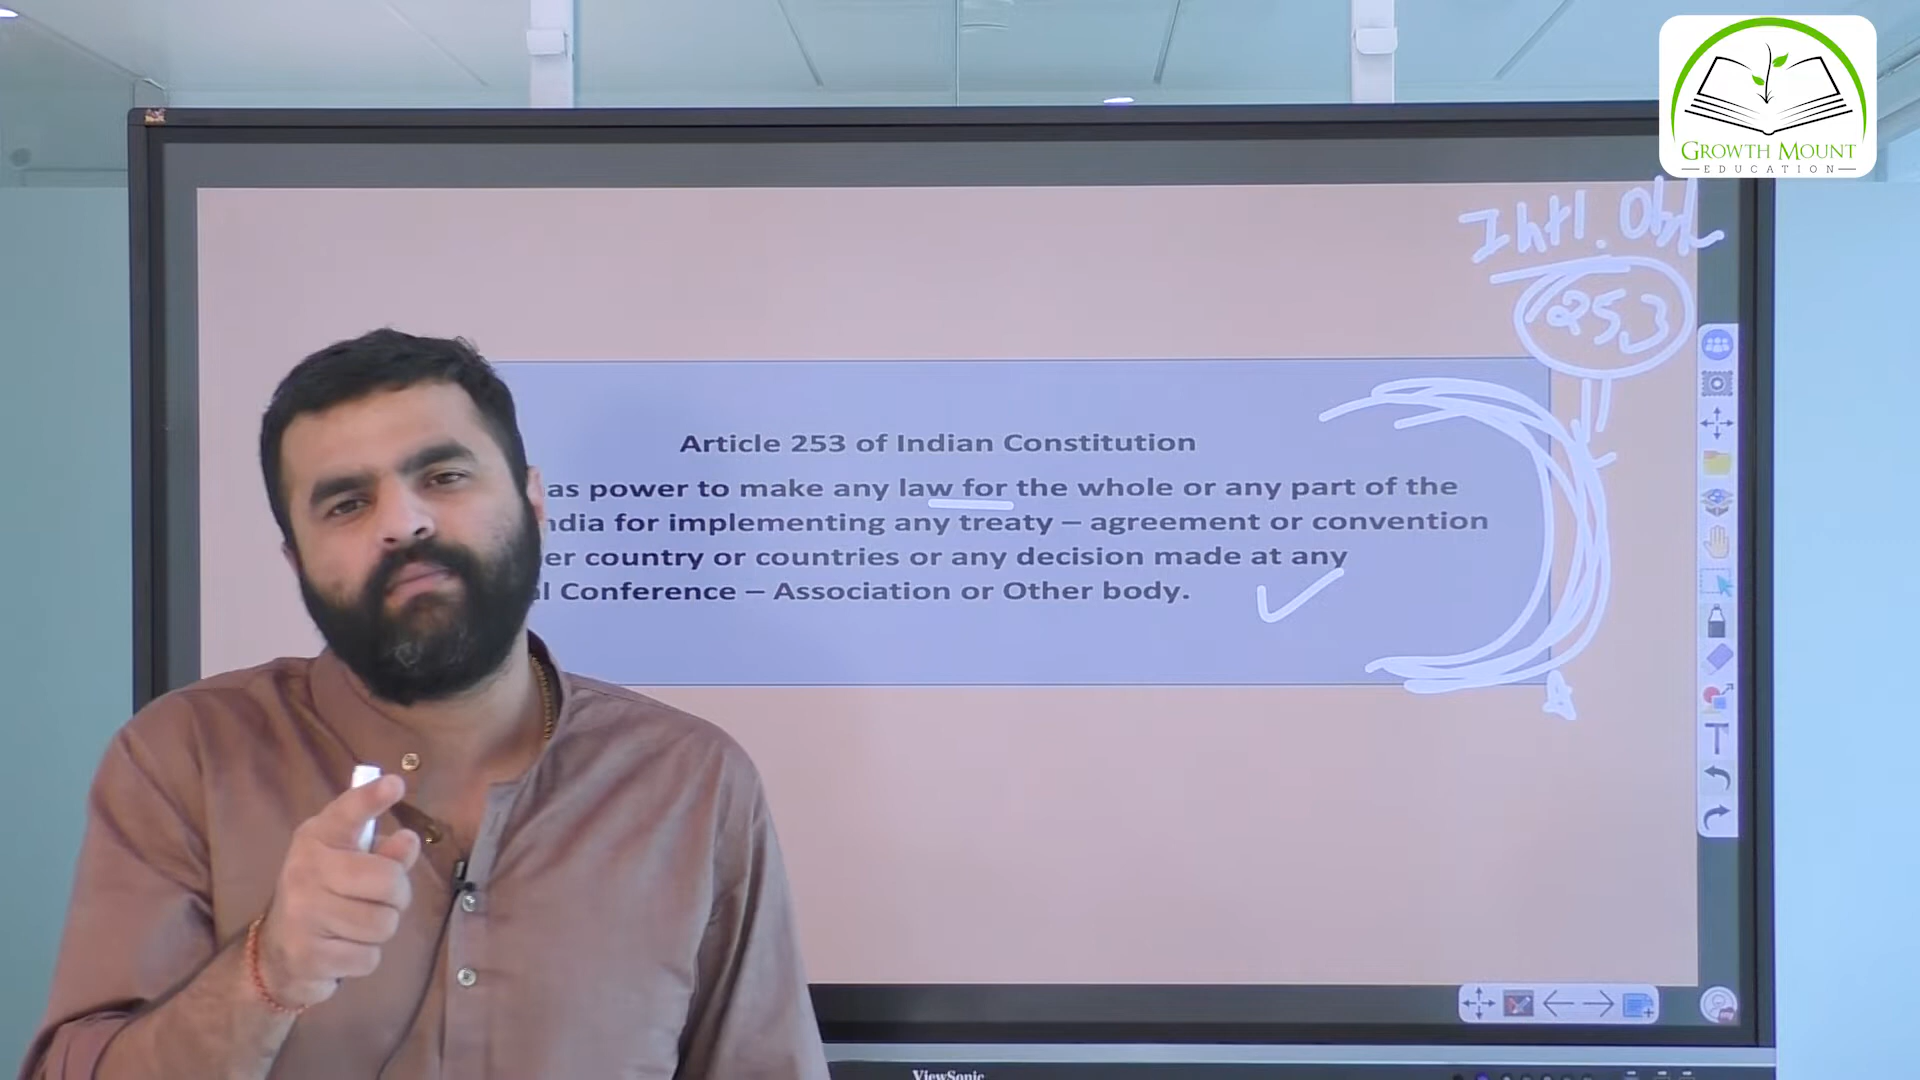 GROWTH MOUNT
EDUCATION
Intl. Obl
253
Article 253 of Indian Constitution
as power to make any law for the whole or any part of the
ndia for implementing any treaty – agreement or convention
er country or countries or any decision made at any
l Conference – Association or Other body.
ViewSonic